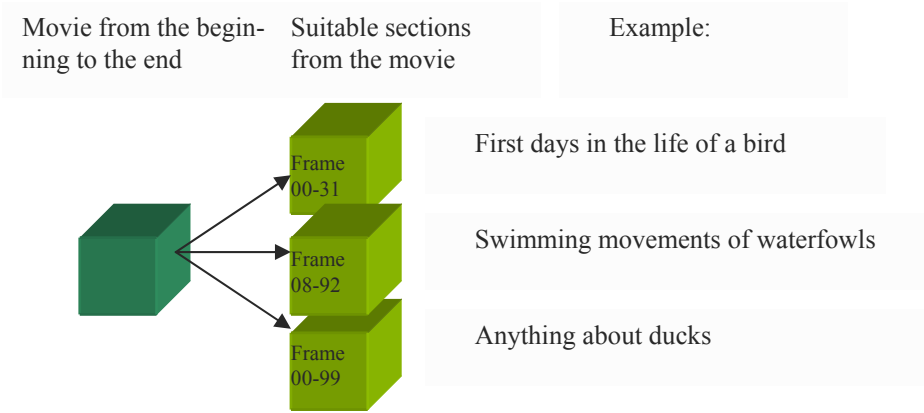 Movie from the begin-
ning to the end
Suitable sections
from the movie
Example:
Frame
00-31
First days in the life of a bird
Frame
08-92
Swimming movements of waterfowls
Frame
00-99
Anything about ducks